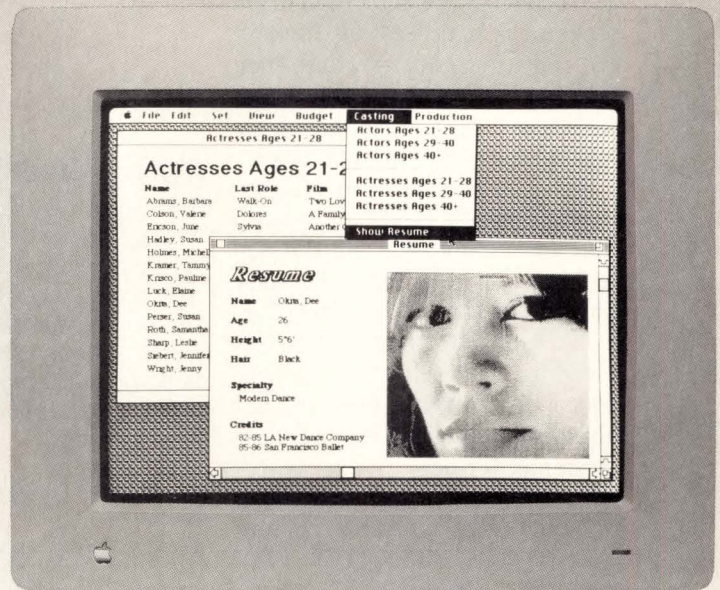 File Edit Set View Budget Casting Production
Actors Ages 21-28
Actors Ages 29-40
Actors Ages 40+
Actresses Ages 21-28
Actresses Ages 29-40
Actresses Ages 40+
Show Resume
Actresses Ages 21-28
Actresses Ages 21-2
Name Last Role Film
Abrams, Barbara Walk-On Two Lov
Colson, Valerie Dolores A Family
Ericson, June Sylvia Another
Hadley, Susan
Holmes, Michel
Kramer, Tammy
Krisco, Pauline
Luck, Elaine
Okita, Dee
Perser, Susan
Roth, Samantha
Sharp, Leslie
Siebert, Jennifer
Wright, Jenny
Resume
Resume
Name Okita, Dee
Age 26
Height 5"6'
Hair Black
Specialty
Modern Dance
Credits
82-85 LA New Dance Company
85-86 San Francisco Ballet